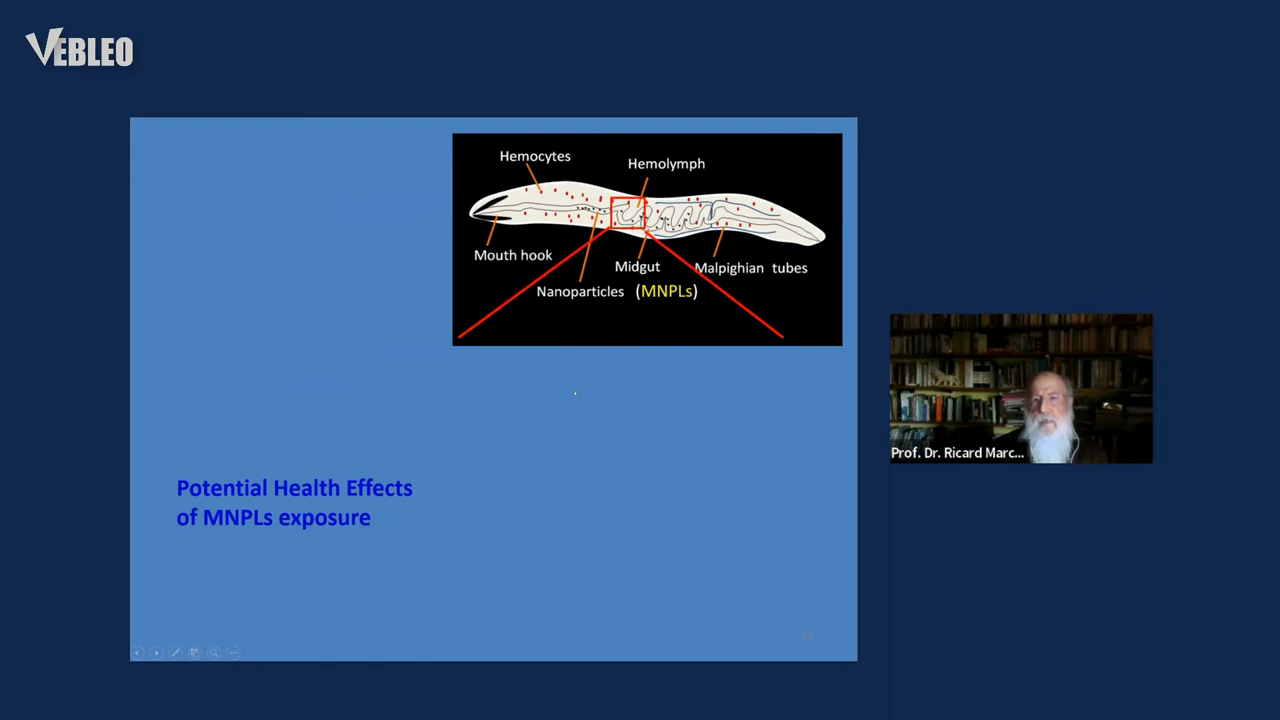 VEBLEO
Hemocytes
Hemolymph
Mouth hook
Midgut
Malpighian tubes
Nanoparticles (MNPLs)
Potential Health Effects
of MNPLs exposure
27
Prof. Dr. Ricard Marc...